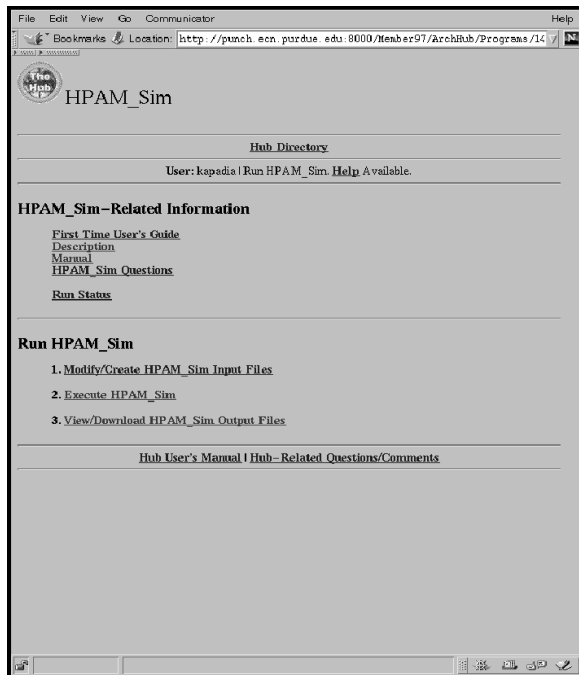 File Edit View Go Communicator Help
Bookmarks Location: http://punch.ecn.purdue.edu:8000/Member97/ArchHub/Programs/14 N
The Hub
HPAM_Sim
Hub Directory
User: kapadia | Run HPAM_Sim. Help Available.
HPAM_Sim-Related Information
First Time User's Guide
Description
Manual
HPAM_Sim Questions
Run Status
Run HPAM_Sim
1. Modify/Create HPAM_Sim Input Files
2. Execute HPAM_Sim
3. View/Download HPAM_Sim Output Files
Hub User's Manual | Hub-Related Questions/Comments